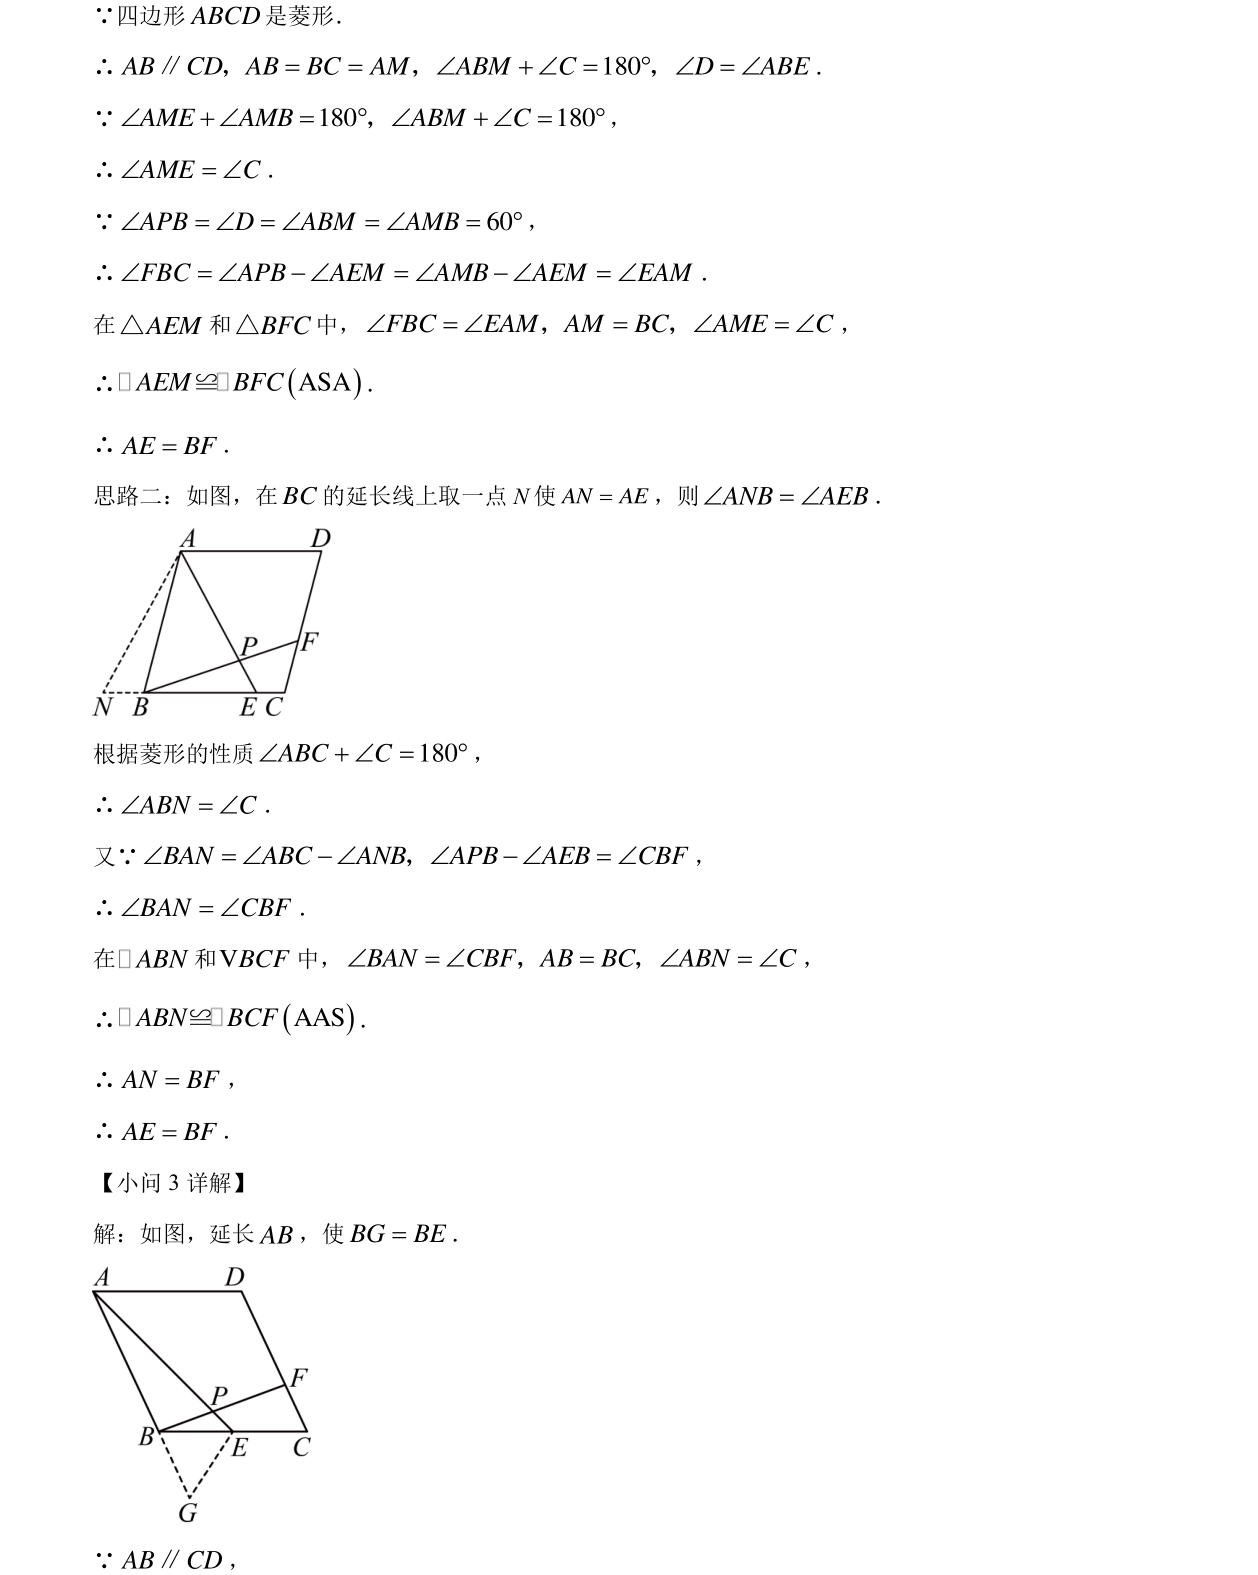 ∵四边形ABCD是菱形.
∴AB∥CD，AB=BC=AM，∠ABM+∠C=180°，∠D=∠ABE.
∵∠AME+∠AMB=180°，∠ABM+∠C=180°，
∴∠AME=∠C.
∵∠APB=∠D=∠ABM=∠AMB=60°，
∴∠FBC=∠APB-∠AEM=∠AMB-∠AEM=∠EAM.
在△AEM和△BFC中，∠FBC=∠EAM，AM=BC，∠AME=∠C，
∴□AEM≌□BFC(ASA).
∴AE=BF.
思路二：如图，在BC的延长线上取一点N使AN=AE，则∠ANB=∠AEB.
A D
P F
N B E C
根据菱形的性质∠ABC+∠C=180°，
∴∠ABN=∠C.
又∵∠BAN=∠ABC-∠ANB，∠APB-∠AEB=∠CBF，
∴∠BAN=∠CBF.
在□ABN和VBCF中，∠BAN=∠CBF，AB=BC，∠ABN=∠C，
∴□ABN≌□BCF(AAS).
∴AN=BF，
∴AE=BF.
【小问3详解】
解：如图，延长AB，使BG=BE.
A D
F
P
B E C
G
∵AB∥CD，